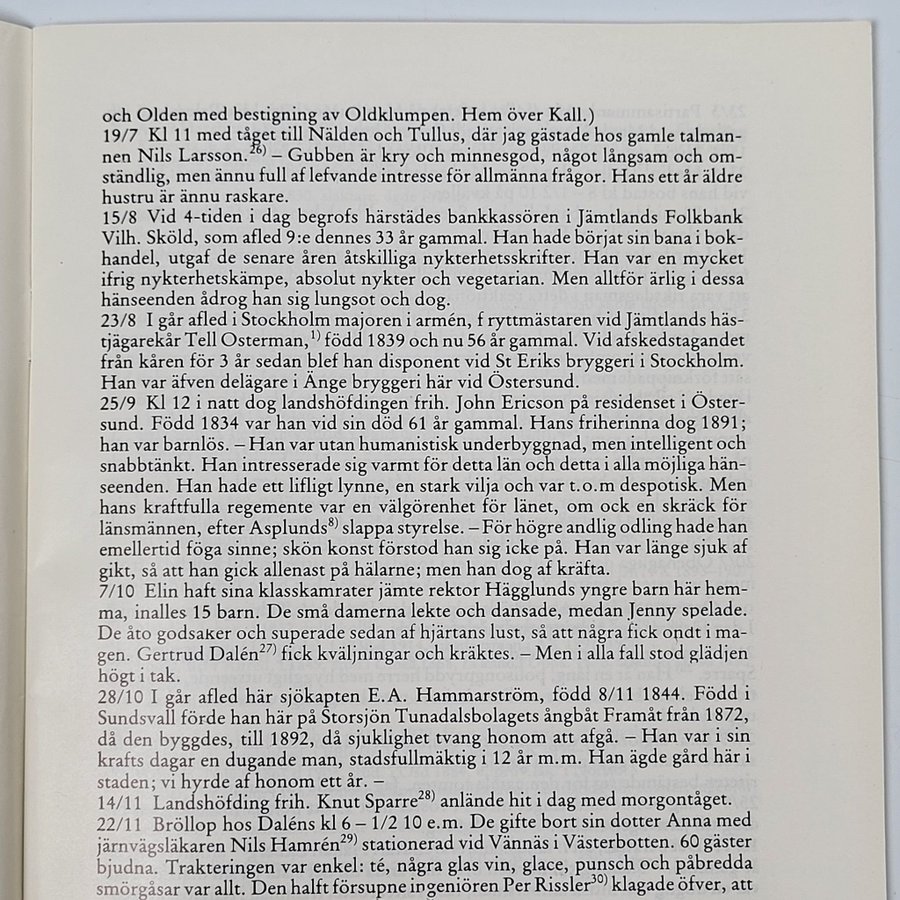 och Olden med bestigning av Oldklumpen. Hem över Kall.)
19/7 Kl 11 med tåget till Nälden och Tullus, där jag gästade hos gamle talman-
nen Nils Larsson.26) – Gubben är kry och minnesgod, något långsam och om-
ständlig, men ännu full af lefvande intresse för allmänna frågor. Hans ett år äldre
hustru är ännu raskare.
15/8 Vid 4-tiden i dag begrofs härstädes bankkassören i Jämtlands Folkbank
Vilh. Sköld, som afled 9:e dennes 33 år gammal. Han hade börjat sin bana i bok-
handel, utgaf de senare åren åtskilliga nykterhetsskrifter. Han var en mycket
ifrig nykterhetskämpe, absolut nykter och vegetarian. Men alltför ärlig i dessa
hänseenden ådrog han sig lungsot och dog.
23/8 I går afled i Stockholm majoren i armén, f ryttmästaren vid Jämtlands häs-
tjägarekår Tell Osterman,1) född 1839 och nu 56 år gammal. Vid afskedstagandet
från kåren för 3 år sedan blef han disponent vid St Eriks bryggeri i Stockholm.
Han var äfven delägare i Änge bryggeri här vid Östersund.
25/9 Kl 12 i natt dog landshöfdingen frih. John Ericson på residenset i Öster-
sund. Född 1834 var han vid sin död 61 år gammal. Hans friherinna dog 1891;
han var barnlös. – Han var utan humanistisk underbyggnad, men intelligent och
snabbtänkt. Han intresserade sig varmt för detta län och detta i alla möjliga hän-
seenden. Han hade ett lifligt lynne, en stark vilja och var t.o.m despotisk. Men
hans kraftfulla regemente var en välgörenhet för länet, om ock en skräck för
länsmännen, efter Asplunds8) slappa styrelse. – För högre andlig odling hade han
emellertid föga sinne; skön konst förstod han sig icke på. Han var länge sjuk af
gikt, så att han gick allenast på hälarne; men han dog af kräfta.
7/10 Elin haft sina klasskamrater jämte rektor Hägglunds yngre barn här hem-
ma, inalles 15 barn. De små damerna lekte och dansade, medan Jenny spelade.
De åto godsaker och superade sedan af hjärtans lust, så att några fick ondt i ma-
gen. Gertrud Dalén27) fick kväljningar och kräktes. – Men i alla fall stod glädjen
högt i tak.
28/10 I går afled här sjökapten E.A. Hammarström, född 8/11 1844. Född i
Sundsvall förde han här på Storsjön Tunadalsbolagets ångbåt Framåt från 1872,
då den byggdes, till 1892, då sjuklighet tvang honom att afgå. – Han var i sin
krafts dagar en dugande man, stadsfullmäktig i 12 år m.m. Han ägde gård här i
staden; vi hyrde af honom ett år. –
14/11 Landshöfding frih. Knut Sparre28) anlände hit i dag med morgontåget.
22/11 Bröllop hos Daléns kl 6 – 1/2 10 e.m. De gifte bort sin dotter Anna med
järnvägsläkaren Nils Hamrén29) stationerad vid Vännäs i Västerbotten. 60 gäster
bjudna. Trakteringen var enkel: té, några glas vin, glace, punsch och påbredda
smörgåsar var allt. Den halft försupne ingeniören Per Rissler30) klagade öfver, att